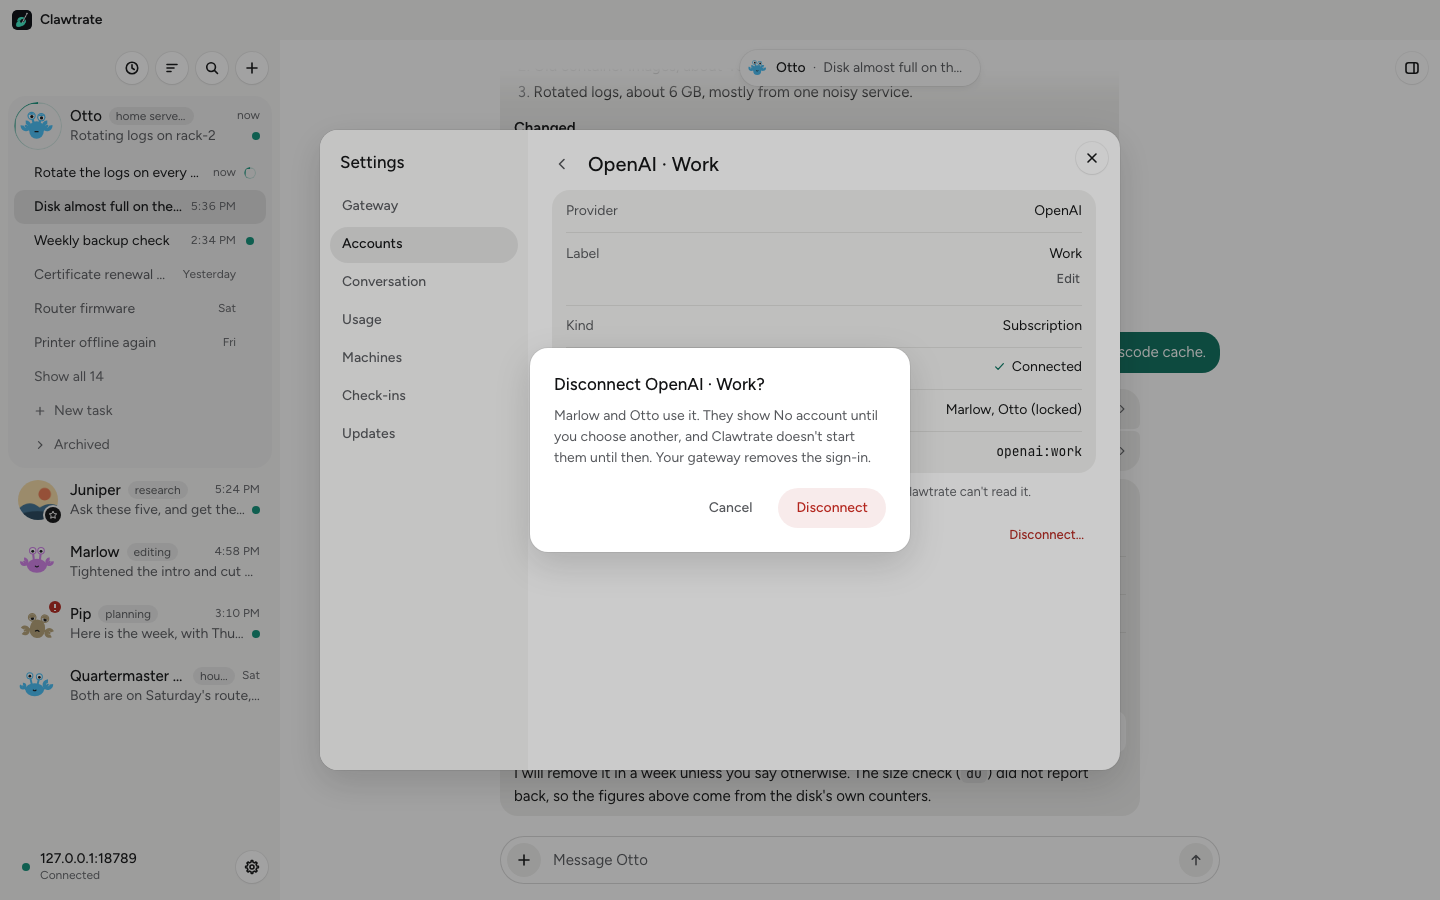 Clawtrate
Otto
home serve...
now
Rotating logs on rack-2
Rotate the logs on every ...
now
Disk almost full on the...
5:36 PM
Weekly backup check
2:34 PM
Certificate renewal ...
Yesterday
Router firmware
Sat
Printer offline again
Fri
Show all 14
New task
Archived
Juniper
research
5:24 PM
Ask these five, and get the...
Marlow
editing
4:58 PM
Tightened the intro and cut ...
Pip
planning
3:10 PM
Here is the week, with Thu...
Quartermaster ...
hou...
Sat
Both are on Saturday's route,...
127.0.0.1:18789
Connected
Otto · Disk almost full on th...
3. Rotated logs, about 6 GB, mostly from one noisy service.
Changed
scode cache.
Settings
Gateway
Accounts
Conversation
Usage
Machines
Check-ins
Updates
OpenAI · Work
Provider
OpenAI
Label
Work
Edit
Kind
Subscription
Connected
Marlow, Otto (locked)
openai:work
lawtrate can't read it.
Disconnect...
Disconnect OpenAI · Work?
Marlow and Otto use it. They show No account until
you choose another, and Clawtrate doesn't start
them until then. Your gateway removes the sign-in.
Cancel
Disconnect
I will remove it in a week unless you say otherwise. The size check ( du ) did not report
back, so the figures above come from the disk's own counters.
Message Otto